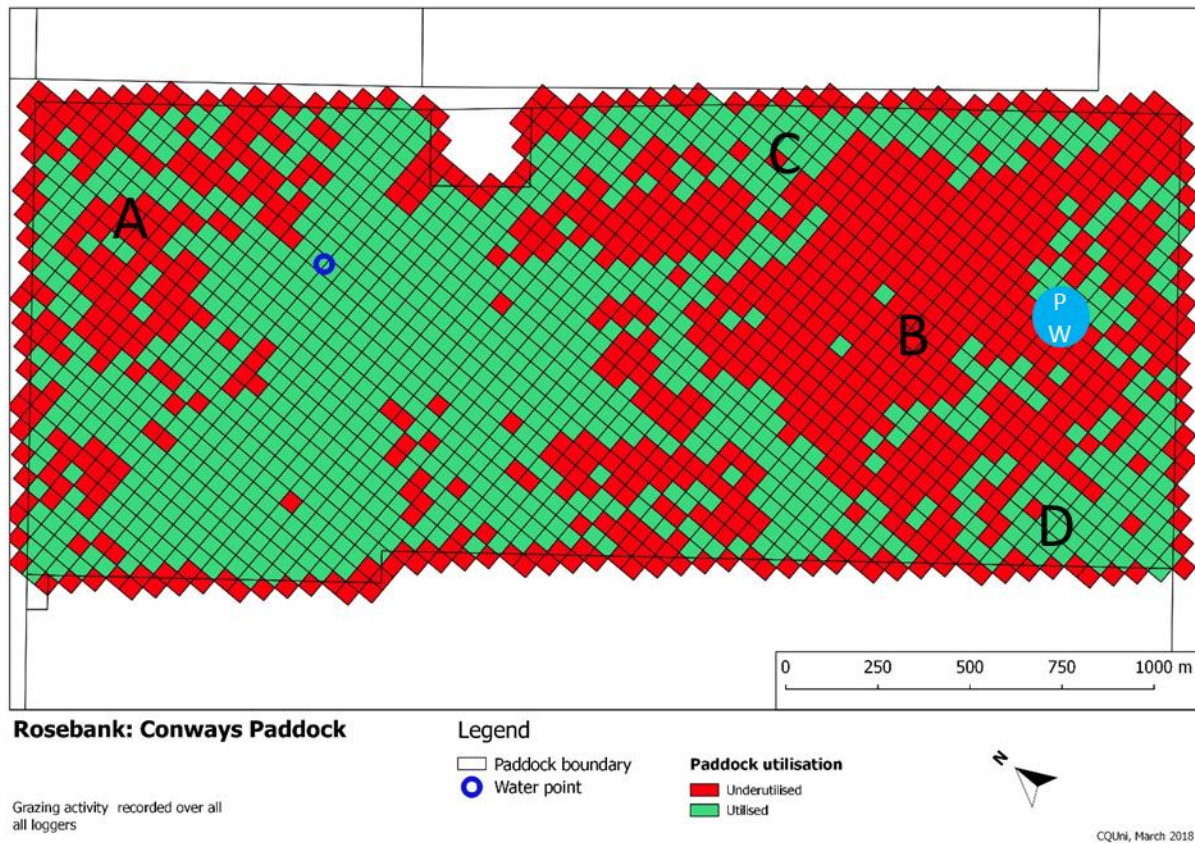 A
C
B
P
W
D
0 250 500 750 1000 m
Rosebank: Conways Paddock
Grazing activity recorded over all
all loggers
Legend
Paddock boundary
Water point
Paddock utilisation
Underutilised
Utilised
N
CQUni, March 2018